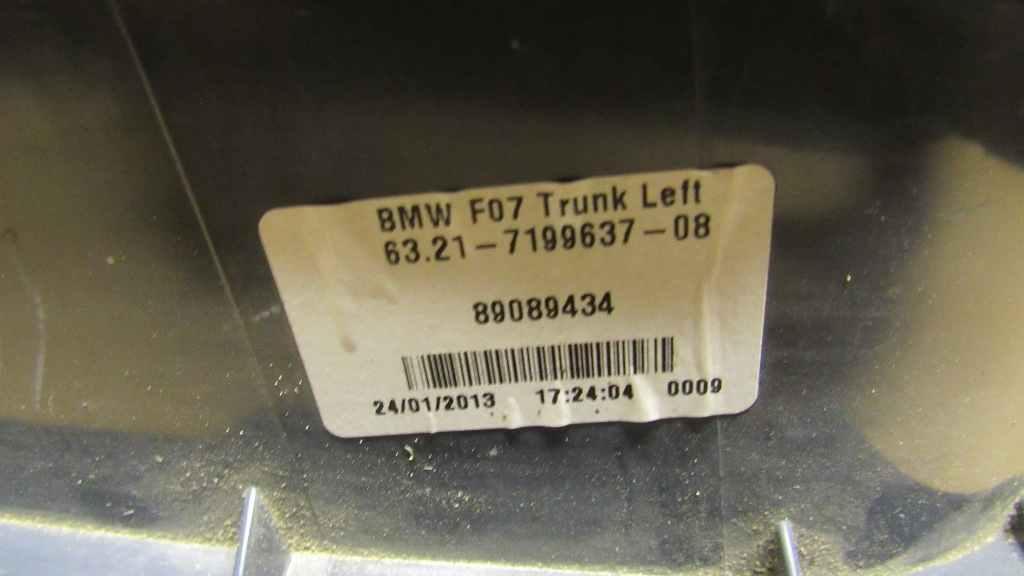 BMW F07 Trunk Left
63.21-7199637-08
89089434
24/01/2013 17:24:04 0009